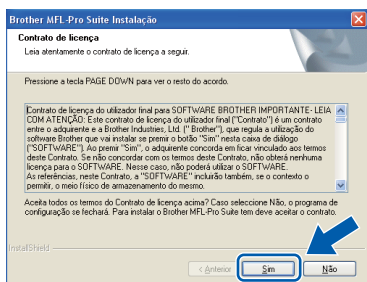 Brother MFL-Pro Suite Instalação
Contrato de licença
Leia atentamente o contrato de licença a seguir.
Pressione a tecla PAGE DOWN para ver o resto do acordo.
Contrato de licença do utilizador final para SOFTWARE BROTHER IMPORTANTE- LEIA
COM ATENÇÃO: Este contrato de licença do utilizador final ("Contrato") é um contrato
entre o adquirente e a Brother Industries, Ltd. (" Brother"), que regula a utilização do
software Brother que vai instalar se premir o botão "Sim" nesta caixa de diálogo
("SOFTWARE"). Ao premir "Sim", o adquirente concorda em ficar vinculado aos termos
deste Contrato. Se não concordar com os termos deste Contrato, não obterá nenhuma
licença para o SOFTWARE. Nesse caso, não poderá utilizar o SOFTWARE.
As referências, neste Contrato, a "SOFTWARE" incluirão também, se o contexto o
permitir, o meio físico de armazenamento do mesmo.
Aceita todos os termos do Contrato de licença acima? Caso seleccione Não, o programa de
configuração se fechará. Para instalar o Brother MFL-Pro Suite tem deve aceitar o contrato.
InstallShield
< Anterior Sim Não